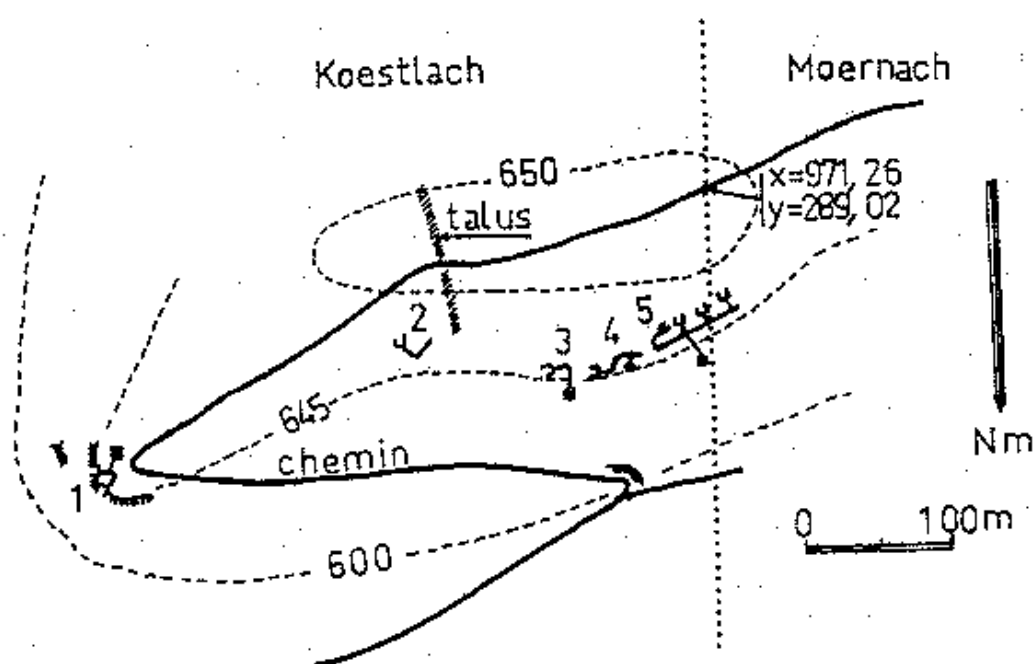 Koestlach
Moernach
650
x=971,26
y=289,02
talus
2
3
4
5
645
chemin
1
Nm
0 100m
600